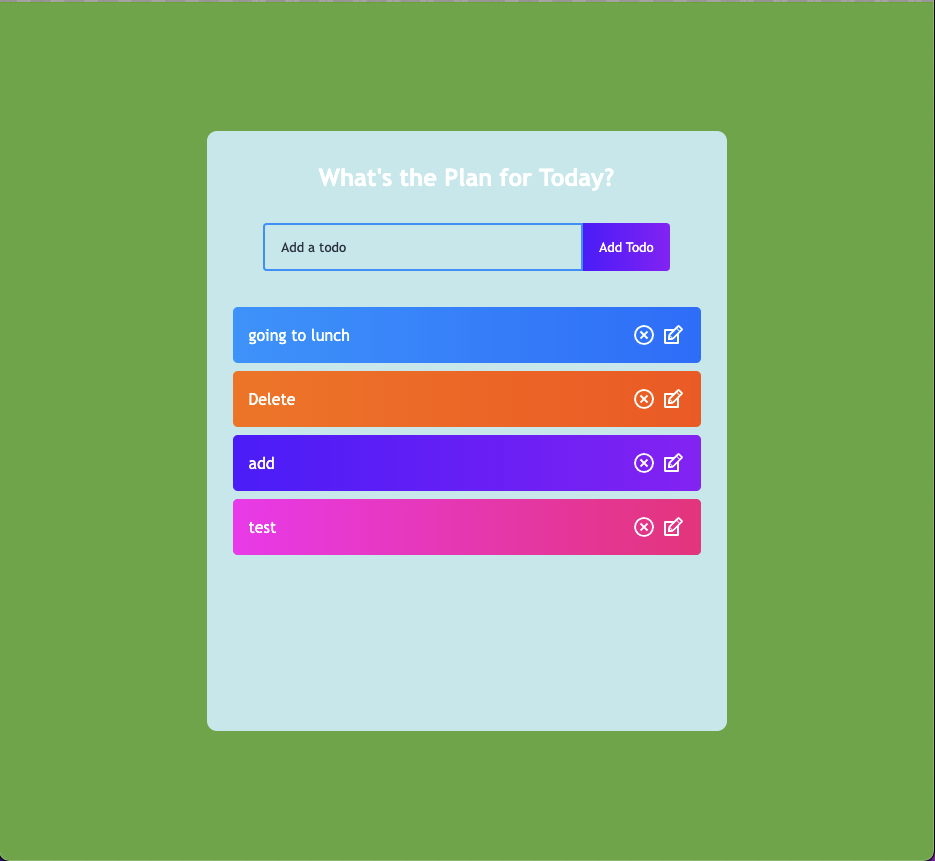 What's the Plan for Today?
Add a todo
Add Todo
going to lunch
Delete
add
test